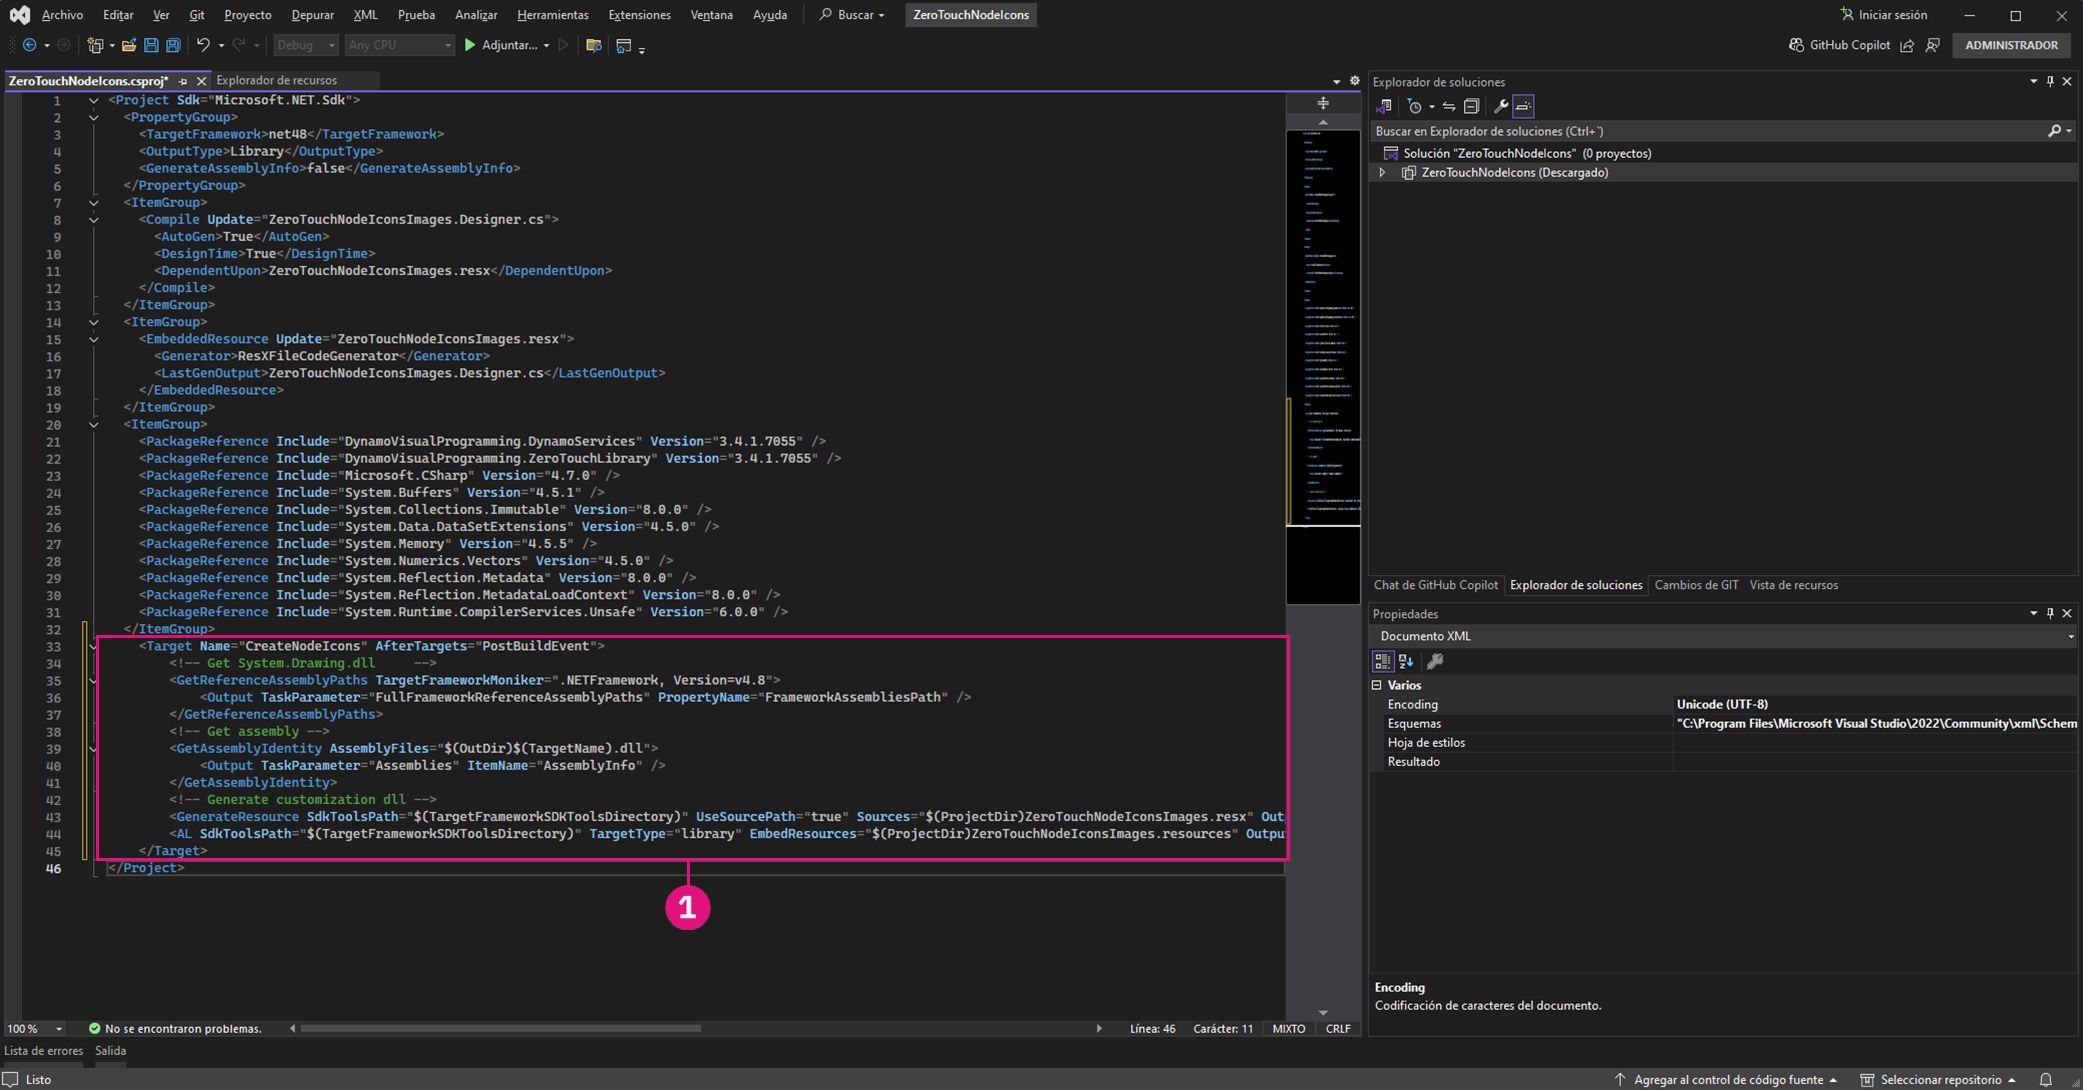 Archivo Editar Ver Git Proyecto Depurar XML Prueba Analizar Herramientas Extensiones Ventana Ayuda Buscar ZeroTouchNodeIcons Iniciar sesión
Debug Any CPU Adjuntar... GitHub Copilot ADMINISTRADOR
ZeroTouchNodeIcons.csproj* Explorador de recursos
1 <Project Sdk="Microsoft.NET.Sdk">
2 <PropertyGroup>
3 <TargetFramework>net48</TargetFramework>
4 <OutputType>Library</OutputType>
5 <GenerateAssemblyInfo>false</GenerateAssemblyInfo>
6 </PropertyGroup>
7 <ItemGroup>
8 <Compile Update="ZeroTouchNodeIconsImages.Designer.cs">
9 <AutoGen>True</AutoGen>
10 <DesignTime>True</DesignTime>
11 <DependentUpon>ZeroTouchNodeIconsImages.resx</DependentUpon>
12 </Compile>
13 </ItemGroup>
14 <ItemGroup>
15 <EmbeddedResource Update="ZeroTouchNodeIconsImages.resx">
16 <Generator>ResXFileCodeGenerator</Generator>
17 <LastGenOutput>ZeroTouchNodeIconsImages.Designer.cs</LastGenOutput>
18 </EmbeddedResource>
19 </ItemGroup>
20 <ItemGroup>
21 <PackageReference Include="DynamoVisualProgramming.DynamoServices" Version="3.4.1.7055" />
22 <PackageReference Include="DynamoVisualProgramming.ZeroTouchLibrary" Version="3.4.1.7055" />
23 <PackageReference Include="Microsoft.CSharp" Version="4.7.0" />
24 <PackageReference Include="System.Buffers" Version="4.5.1" />
25 <PackageReference Include="System.Collections.Immutable" Version="8.0.0" />
26 <PackageReference Include="System.Data.DataSetExtensions" Version="4.5.0" />
27 <PackageReference Include="System.Memory" Version="4.5.5" />
28 <PackageReference Include="System.Numerics.Vectors" Version="4.5.0" />
29 <PackageReference Include="System.Reflection.Metadata" Version="8.0.0" />
30 <PackageReference Include="System.Reflection.MetadataLoadContext" Version="8.0.0" />
31 <PackageReference Include="System.Runtime.CompilerServices.Unsafe" Version="6.0.0" />
32 </ItemGroup>
33 <Target Name="CreateNodeIcons" AfterTargets="PostBuildEvent">
34 <!-- Get System.Drawing.dll -->
35 <GetReferenceAssemblyPaths TargetFrameworkMoniker=".NETFramework, Version=v4.8">
36 <Output TaskParameter="FullFrameworkReferenceAssemblyPaths" PropertyName="FrameworkAssembliesPath" />
37 </GetReferenceAssemblyPaths>
38 <!-- Get assembly -->
39 <GetAssemblyIdentity AssemblyFiles="$(OutDir)$(TargetName).dll">
40 <Output TaskParameter="Assemblies" ItemName="AssemblyInfo" />
41 </GetAssemblyIdentity>
42 <!-- Generate customization dll -->
43 <GenerateResource SdkToolsPath="$(TargetFrameworkSDKToolsDirectory)" UseSourcePath="true" Sources="$(ProjectDir)ZeroTouchNodeIconsImages.resx" Out
44 <AL SdkToolsPath="$(TargetFrameworkSDKToolsDirectory)" TargetType="library" EmbedResources="$(ProjectDir)ZeroTouchNodeIconsImages.resources" Outpu
45 </Target>
46 </Project>
1
100 % No se encontraron problemas. Línea: 46 Carácter: 11 MIXTO CRLF
Lista de errores Salida
Listo
Explorador de soluciones
Buscar en Explorador de soluciones (Ctrl+`)
Solución "ZeroTouchNodeIcons" (0 proyectos)
ZeroTouchNodeIcons (Descargado)
Chat de GitHub Copilot Explorador de soluciones Cambios de GIT Vista de recursos
Propiedades
Documento XML
Varios
Encoding Unicode (UTF-8)
Esquemas "C:\Program Files\Microsoft Visual Studio\2022\Community\xml\Schem
Hoja de estilos
Resultado
Encoding
Codificación de caracteres del documento.
Agregar al control de código fuente Seleccionar repositorio